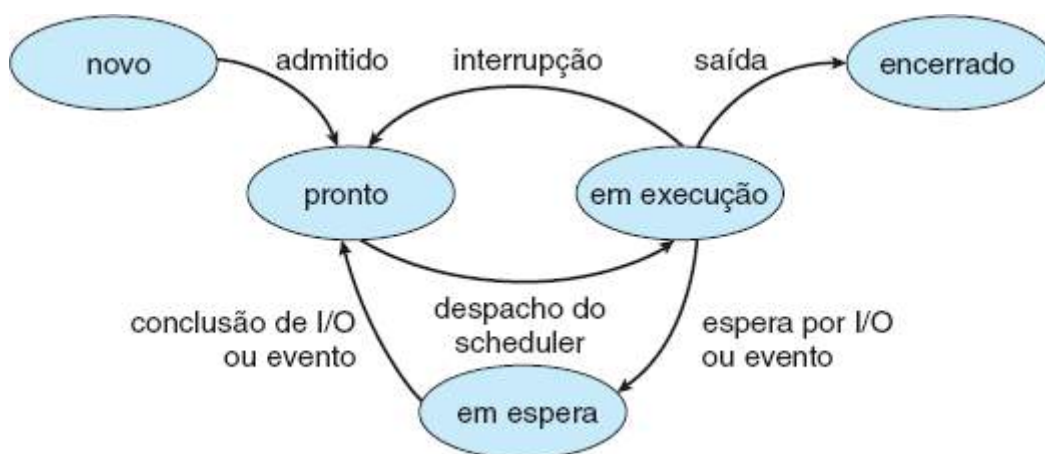 novo
admitido
interrupção
saída
encerrado
pronto
em execução
conclusão de I/O
ou evento
despacho do
scheduler
espera por I/O
ou evento
em espera